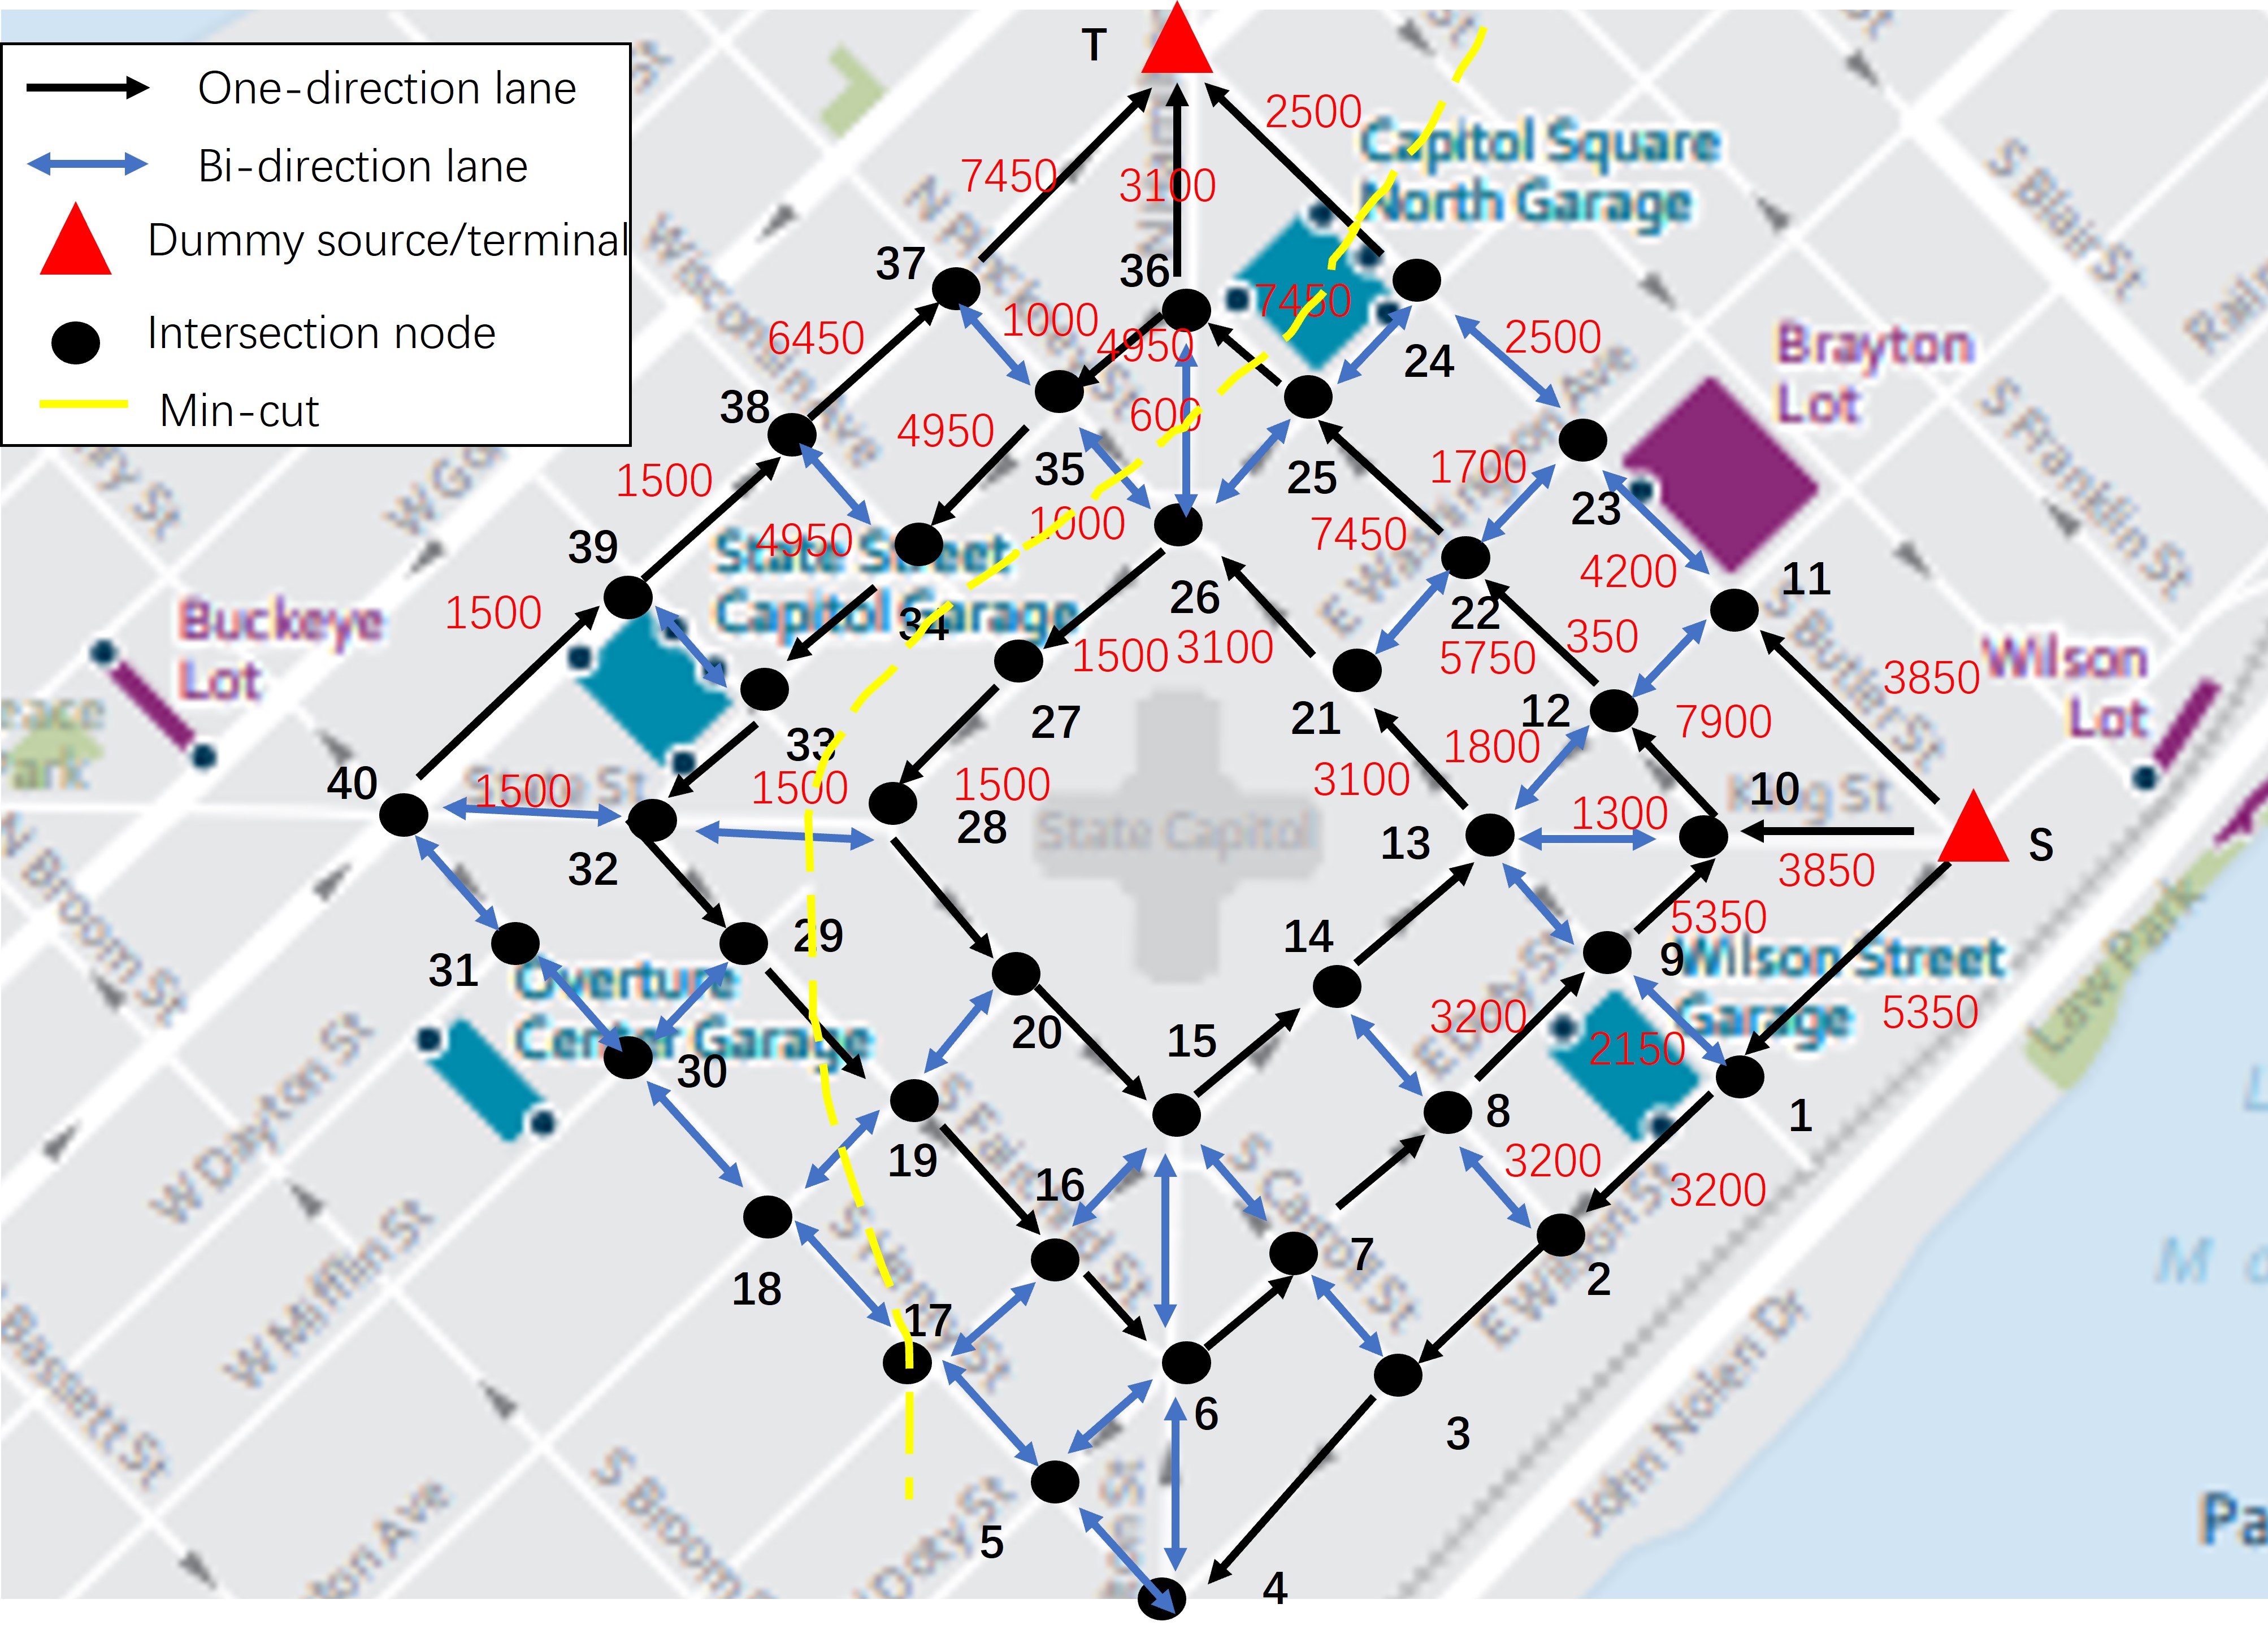 One-direction lane
Bi-direction lane
Dummy source/terminal
Intersection node
Min-cut
T
S
2500
7450
3100
Capitol Square
North Garage
N Pinckney St
Wisconsin Ave
S Blair St
37
36
7450
1000
4950
6450
24
2500
Brayton
Lot
38
4950
600
35
25
1700
23
S Franklin St
1500
39
4950
State Street
Capitol Garage
1000
7450
E Washington Ave
4200
11
26
22
34
1500
Buckeye
Lot
1500
3100
5750
350
S Butler St
3850
Wilson
Lot
27
21
12
7900
33
1800
40
State St
1500
1500
1500
28
3100
10
King St
1300
State Capitol
13
3850
S
32
N Broom St
29
14
5350
9
Wilson Street
Garage
5350
31
Overture
Center Garage
30
20
15
3200
E Doty St
2150
Law Park
W Dayton St
19
S Fairchild St
8
1
16
S Carroll St
3200
3200
E Wilson St
W Mifflin St
18
S Henry St
7
2
17
6
3
John Nolen Dr
S Bassett St
5
4